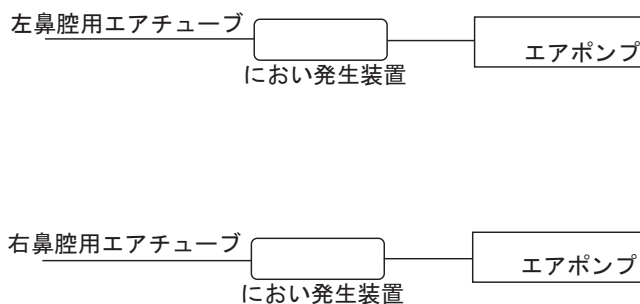 左鼻腔用エアチューブ
エアポンプ
におい発生装置
右鼻腔用エアチューブ
エアポンプ
におい発生装置